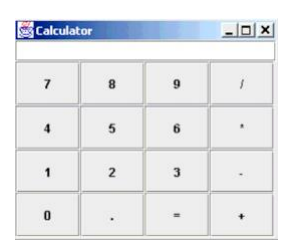 Calculator
7 8 9 /
4 5 6 *
1 2 3 -
0 . = +